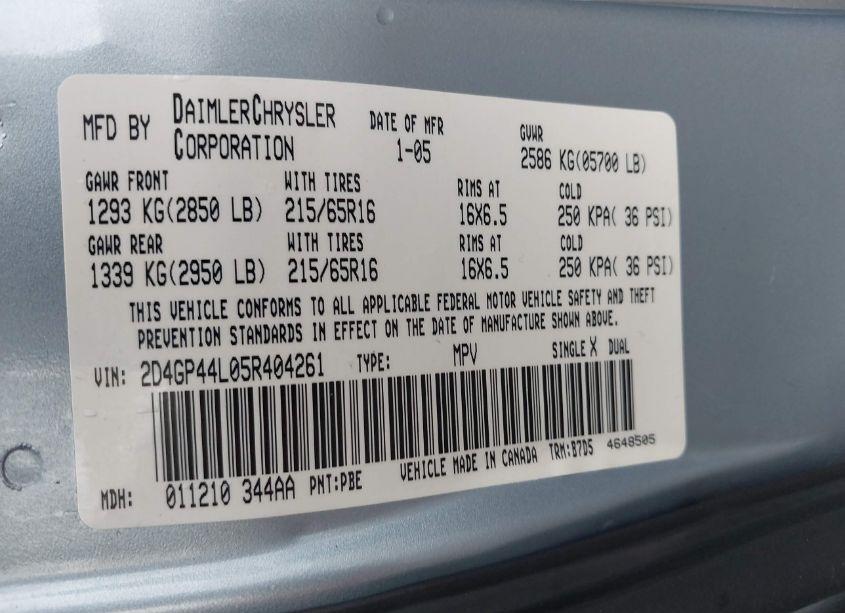 MFD BY DAIMLERCHRYSLER CORPORATION DATE OF MFR 1-05 GVWR 2586 KG(05700 LB)
GAWR FRONT WITH TIRES RIMS AT COLD
1293 KG(2850 LB) 215/65R16 16X6.5 250 KPA( 36 PSI)
GAWR REAR WITH TIRES RIMS AT COLD
1339 KG(2950 LB) 215/65R16 16X6.5 250 KPA( 36 PSI)
THIS VEHICLE CONFORMS TO ALL APPLICABLE FEDERAL MOTOR VEHICLE SAFETY AND THEFT
PREVENTION STANDARDS IN EFFECT ON THE DATE OF MANUFACTURE SHOWN ABOVE.
VIN: 2D4GP44L05R404261 TYPE: MPV SINGLE X DUAL
MDH: 011210 344AA PNT:PBE VEHICLE MADE IN CANADA TRM:B7D5 4648505